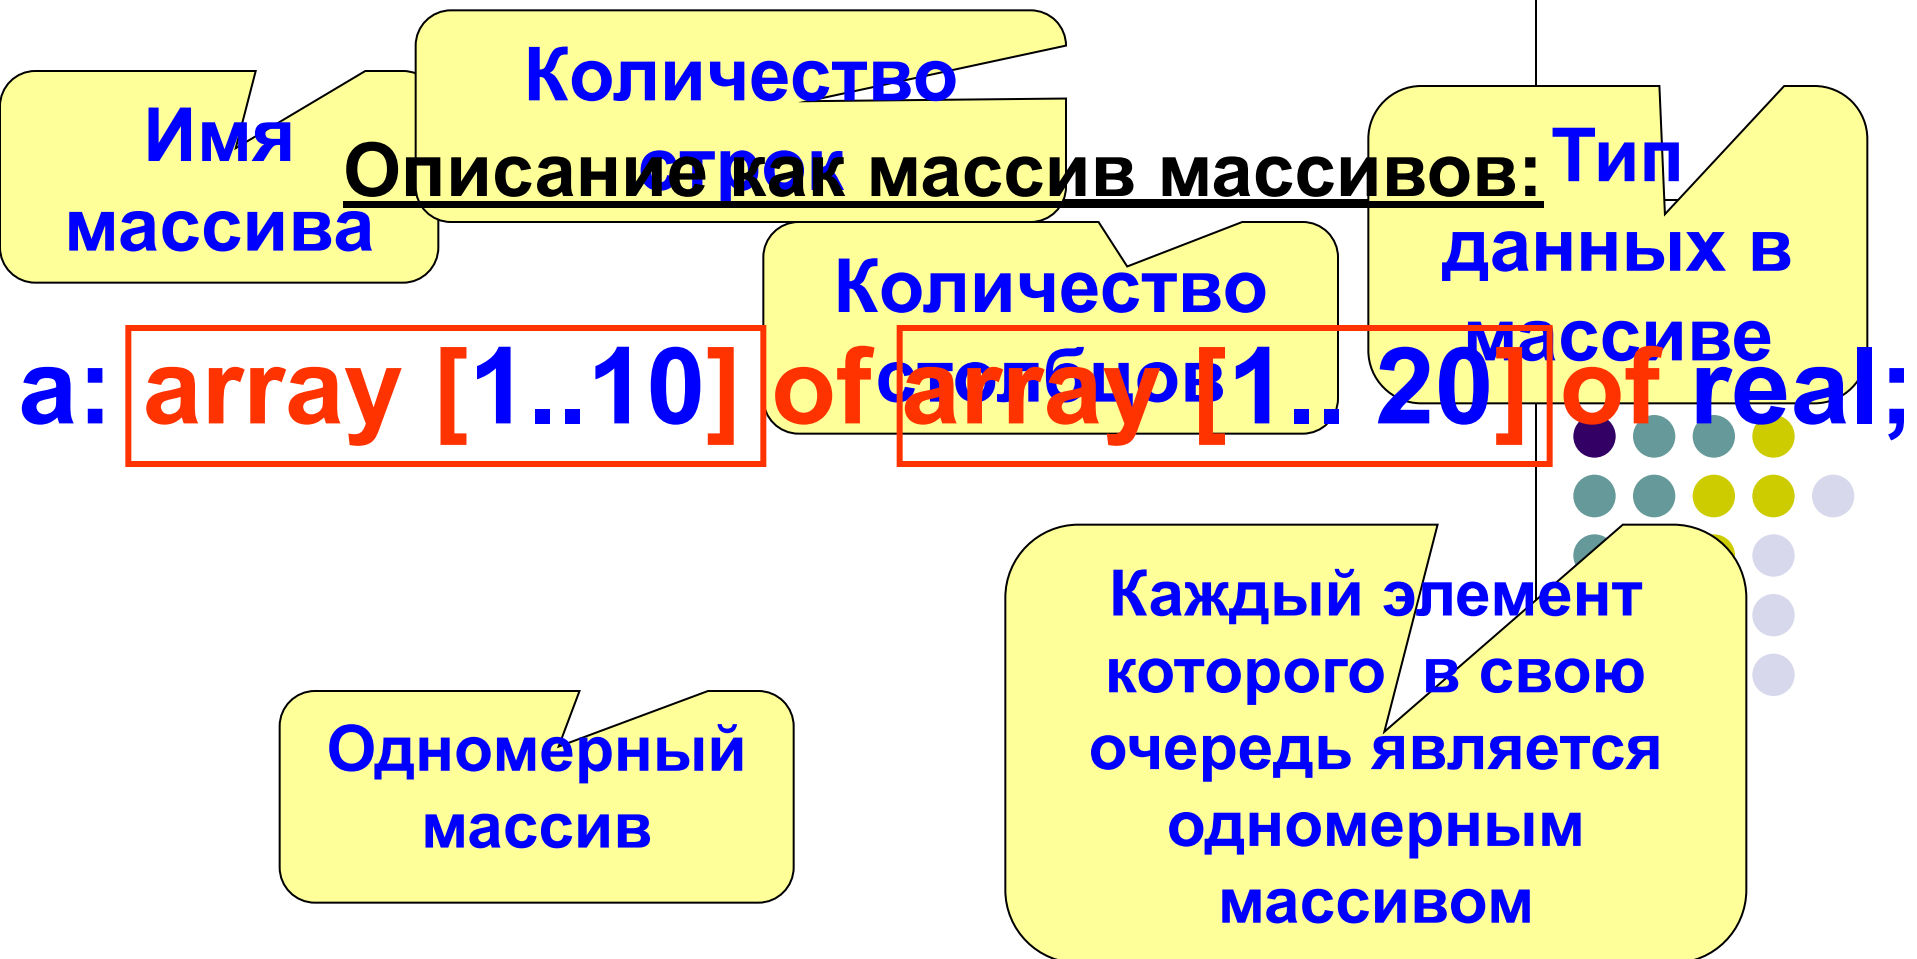 Количество
строк
Имя
массива
Описание как массив массивов:
Тип
данных в
массиве
Количество
столбцов
a: array [1..10] of array [1.. 20] of real;
Одномерный
массив
Каждый элемент
которого в свою
очередь является
одномерным
массивом